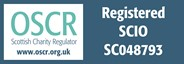 OSCR
Scottish Charity Regulator
www.oscr.org.uk
Registered
SCIO
SC048793